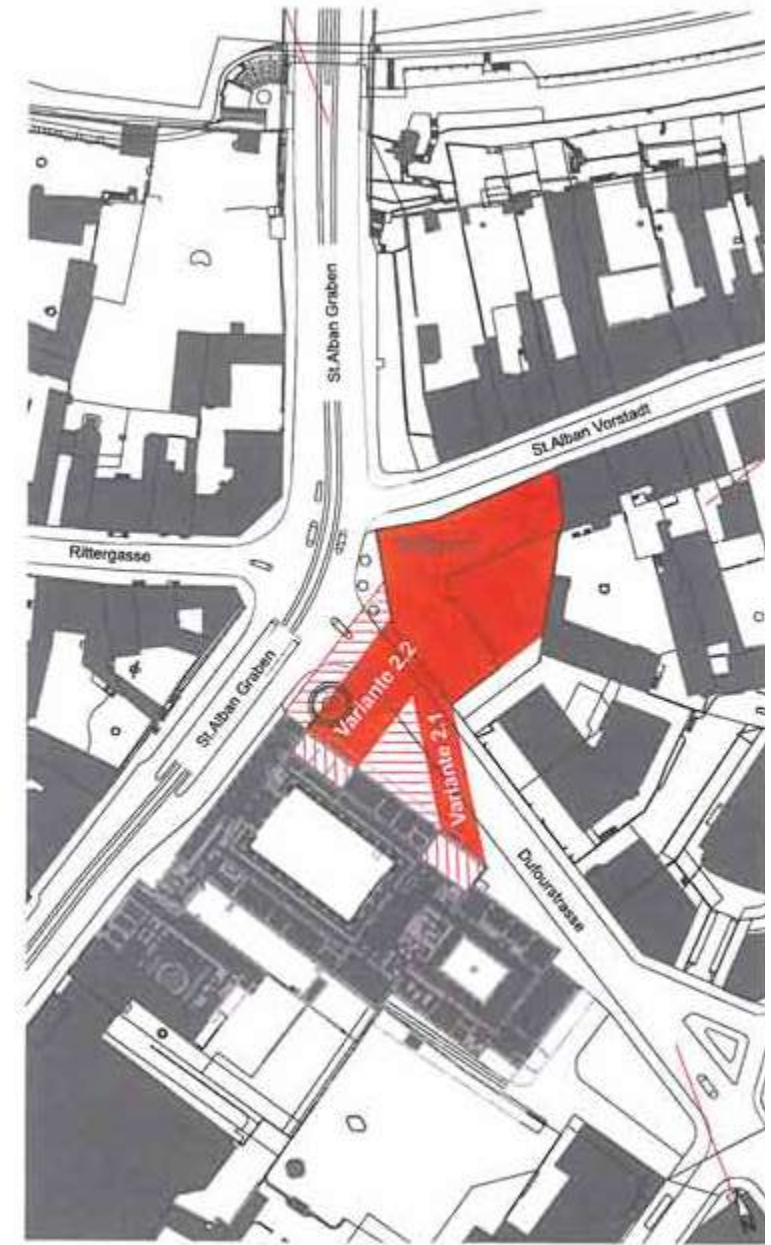 St.Alban Graben
St.Alban Vorstadt
Rittergasse
St.Alban Graben
Variante 2.2
Variante 2.1
Dufourstrasse
N